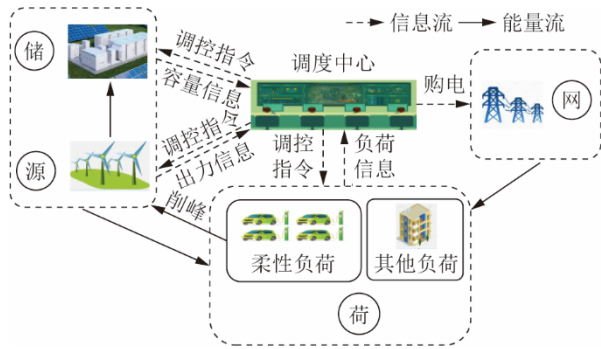 信息流
能量流
储
调控指令
容量信息
调度中心
购电
网
源
调控指令
出力信息
调控
指令
负荷
信息
削峰
柔性负荷
其他负荷
荷